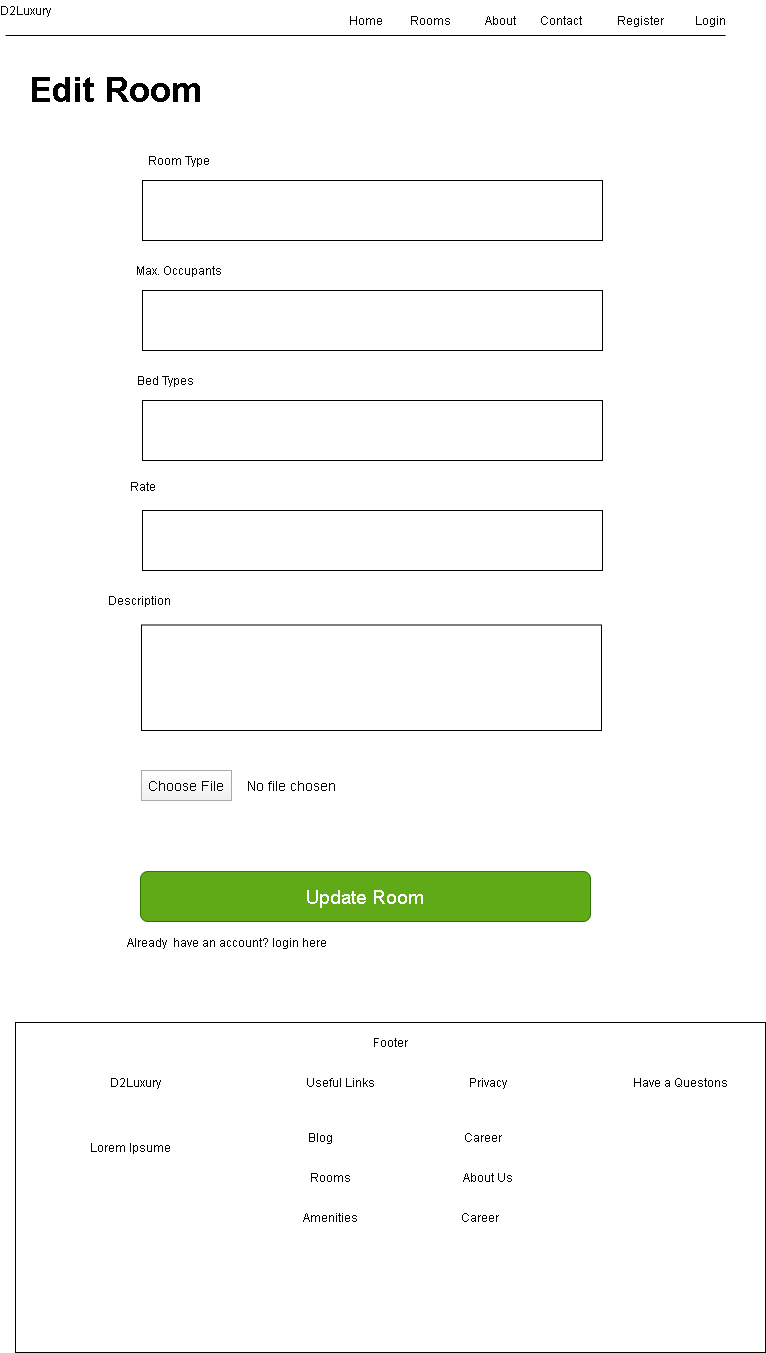 D2Luxury
Home Rooms About Contact Register Login
Edit Room
Room Type
Max. Occupants
Bed Types
Rate
Description
Choose File No file chosen
Update Room
Already have an account? login here
Footer
D2Luxury Useful Links Privacy Have a Questons
Blog Career
Lorem Ipsume
Rooms About Us
Amenities Career